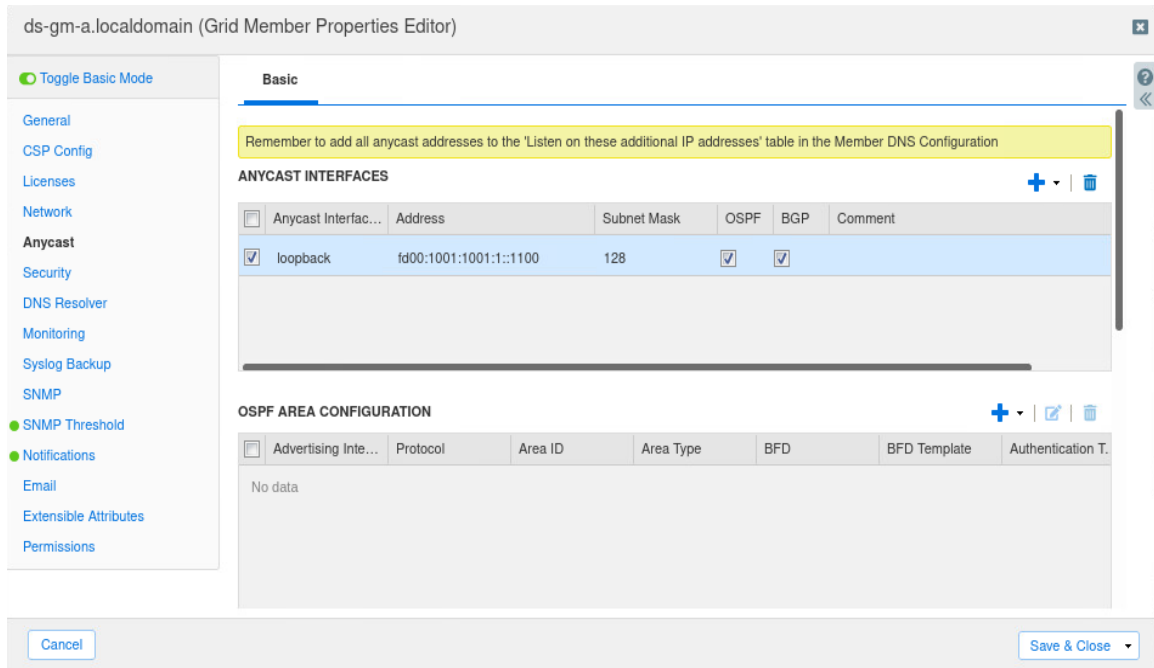 ds-gm-a.localdomain (Grid Member Properties Editor)
Toggle Basic Mode
General
CSP Config
Licenses
Network
Anycast
Security
DNS Resolver
Monitoring
Syslog Backup
SNMP
SNMP Threshold
Notifications
Email
Extensible Attributes
Permissions
Basic
Remember to add all anycast addresses to the 'Listen on these additional IP addresses' table in the Member DNS Configuration
ANYCAST INTERFACES
Anycast Interfac... Address Subnet Mask OSPF BGP Comment
loopback fd00:1001:1001:1::1100 128
OSPF AREA CONFIGURATION
Advertising Inte... Protocol Area ID Area Type BFD BFD Template Authentication T.
No data
Cancel
Save & Close